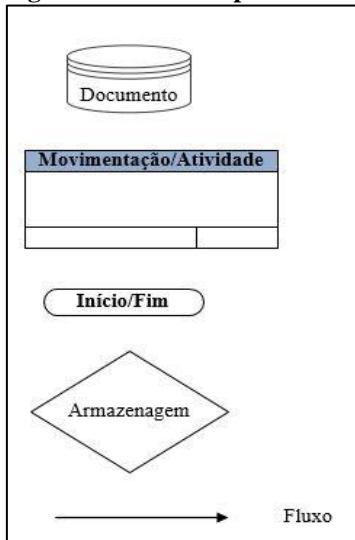 Documento
Movimentação/Atividade
Início/Fim
Armazenagem
Fluxo